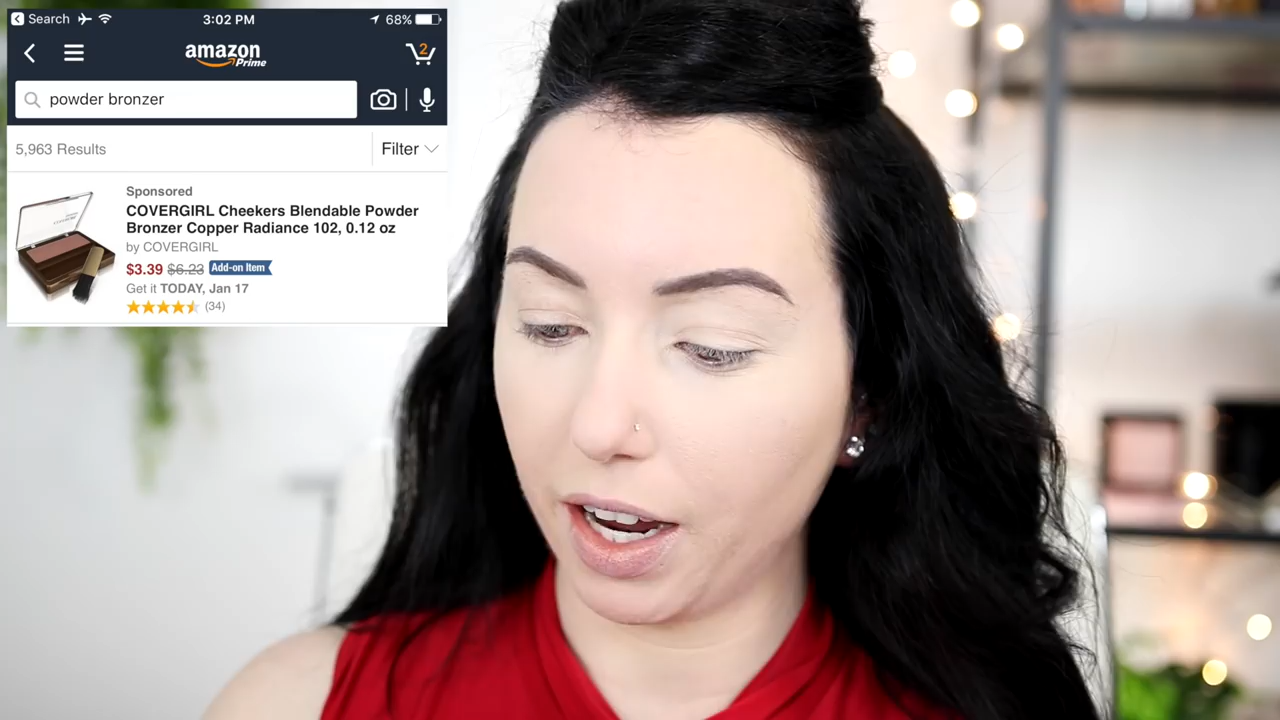 Search 3:02 PM 68%
amazon
Prime
2
powder bronzer
5,963 Results Filter
Sponsored
COVERGIRL Cheekers Blendable Powder
Bronzer Copper Radiance 102, 0.12 oz
by COVERGIRL
$3.39 $6.23 Add-on Item
Get it TODAY, Jan 17
(34)